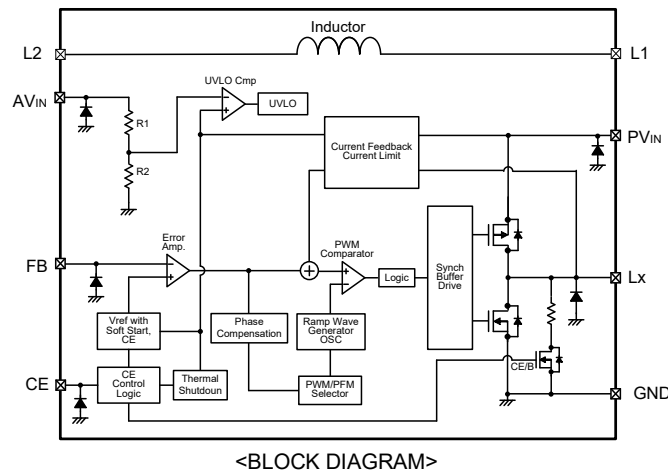 Inductor
L2
L1
UVLO Cmp
UVLO
AVIN
R1
R2
Current Feedback
Current Limit
PVIN
Error
Amp.
PWM
Comparator
FB
Logic
Synch
Buffer
Drive
Lx
Vref with
Soft Start,
CE
Phase
Compensation
Ramp Wave
Generator
OSC
CE
CE
Control
Logic
Thermal
Shutdoun
PWM/PFM
Selector
CE/B
GND
<BLOCK DIAGRAM>